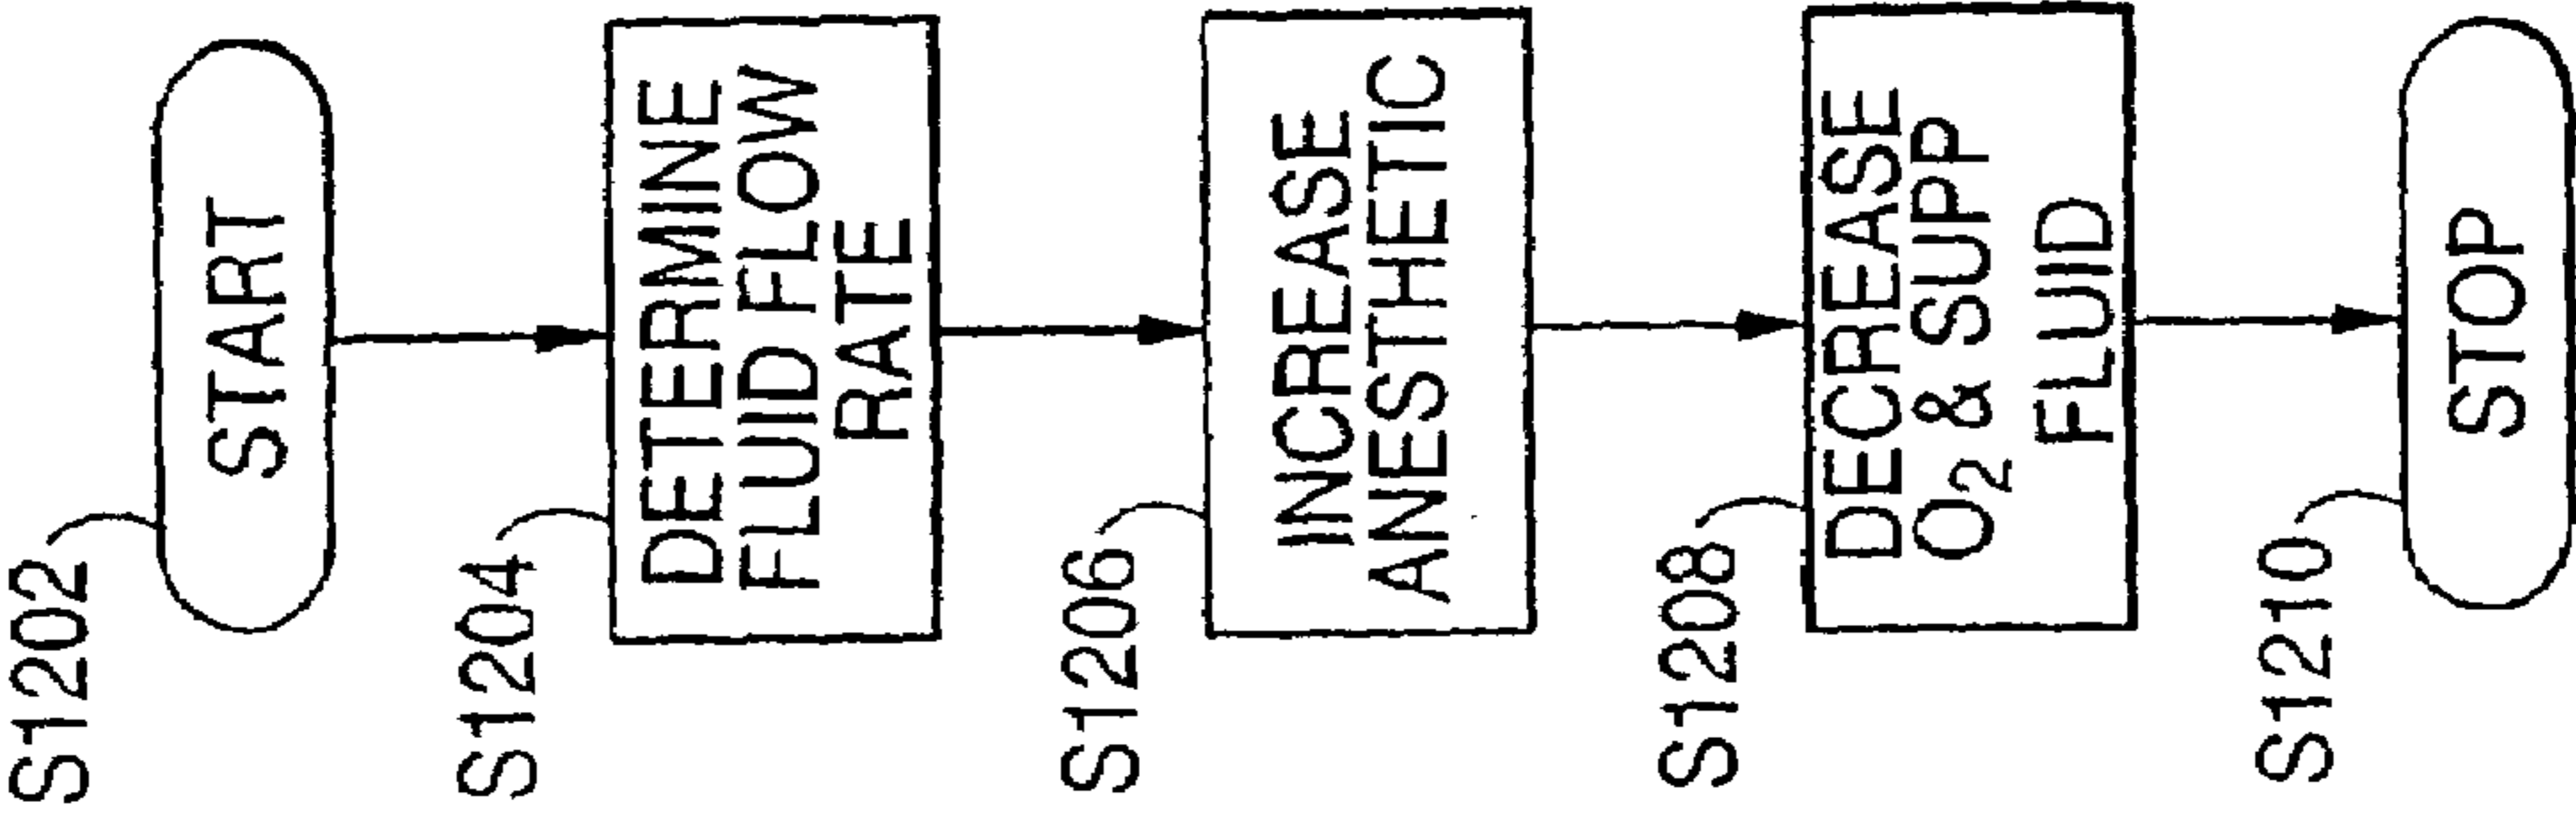 S1202
START
S1204
DETERMINE
FLUID FLOW
RATE
S1206
INCREASE
ANESTHETIC
S1208
DECREASE
O₂ & SUPP
FLUID
S1210
STOP